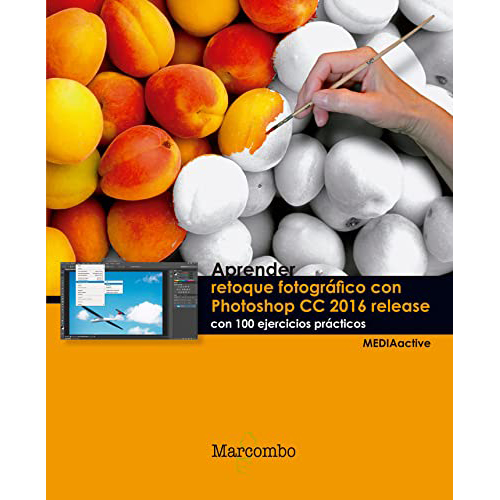 Aprender
retoque fotográfico con
Photoshop CC 2016 release
con 100 ejercicios prácticos
MEDIAactive
Marcombo